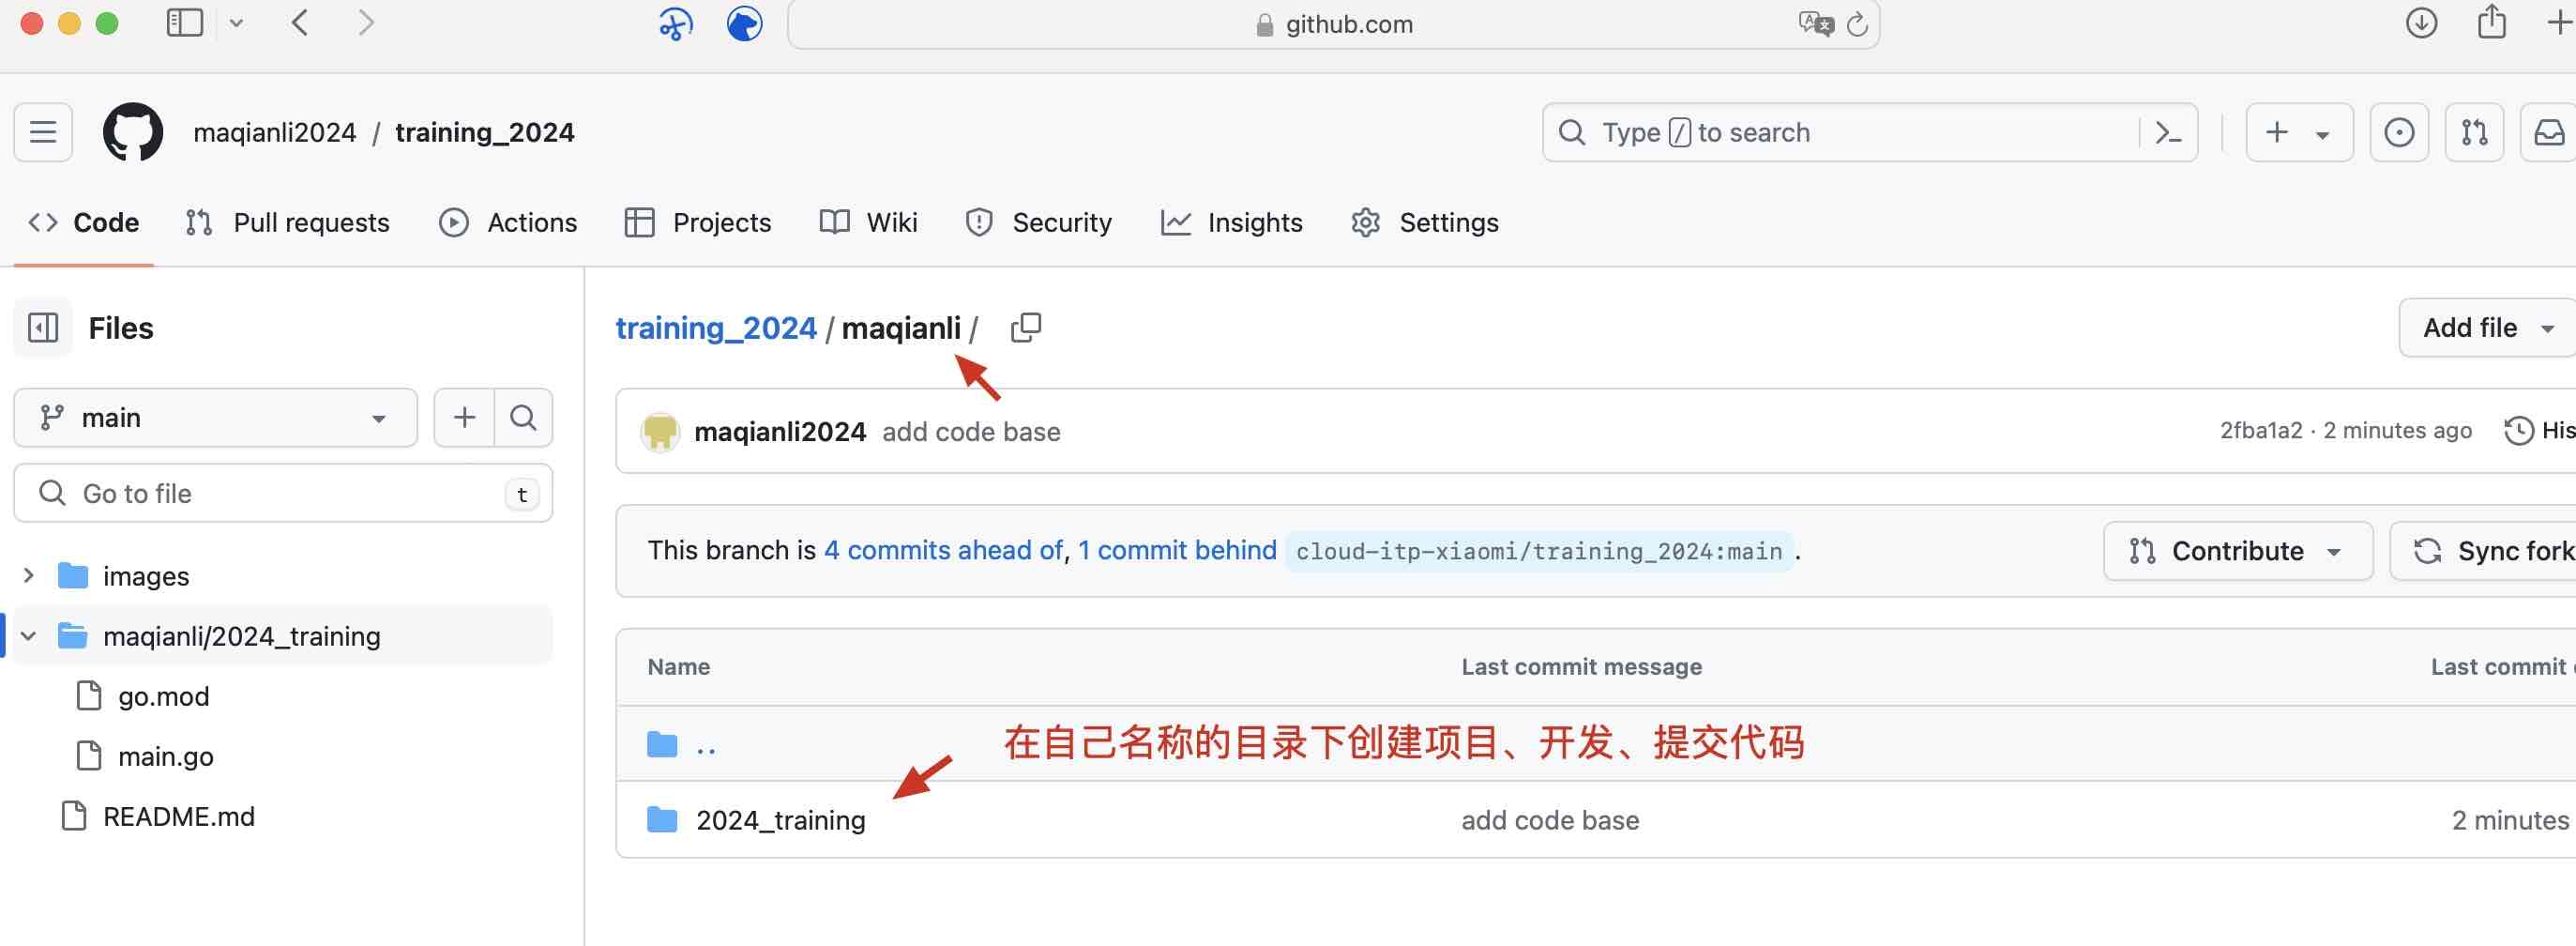 github.com
maqianli2024 / training_2024
Type / to search
Code Pull requests Actions Projects Wiki Security Insights Settings
Files
main
Go to file t
images
maqianli/2024_training
go.mod
main.go
README.md
training_2024 / maqianli /
Add file
maqianli2024 add code base
2fba1a2 · 2 minutes ago His
This branch is 4 commits ahead of, 1 commit behind cloud-itp-xiaomi/training_2024:main .
Contribute Sync fork
Name Last commit message Last commit
..
在自己名称的目录下创建项目、开发、提交代码
2024_training add code base 2 minutes